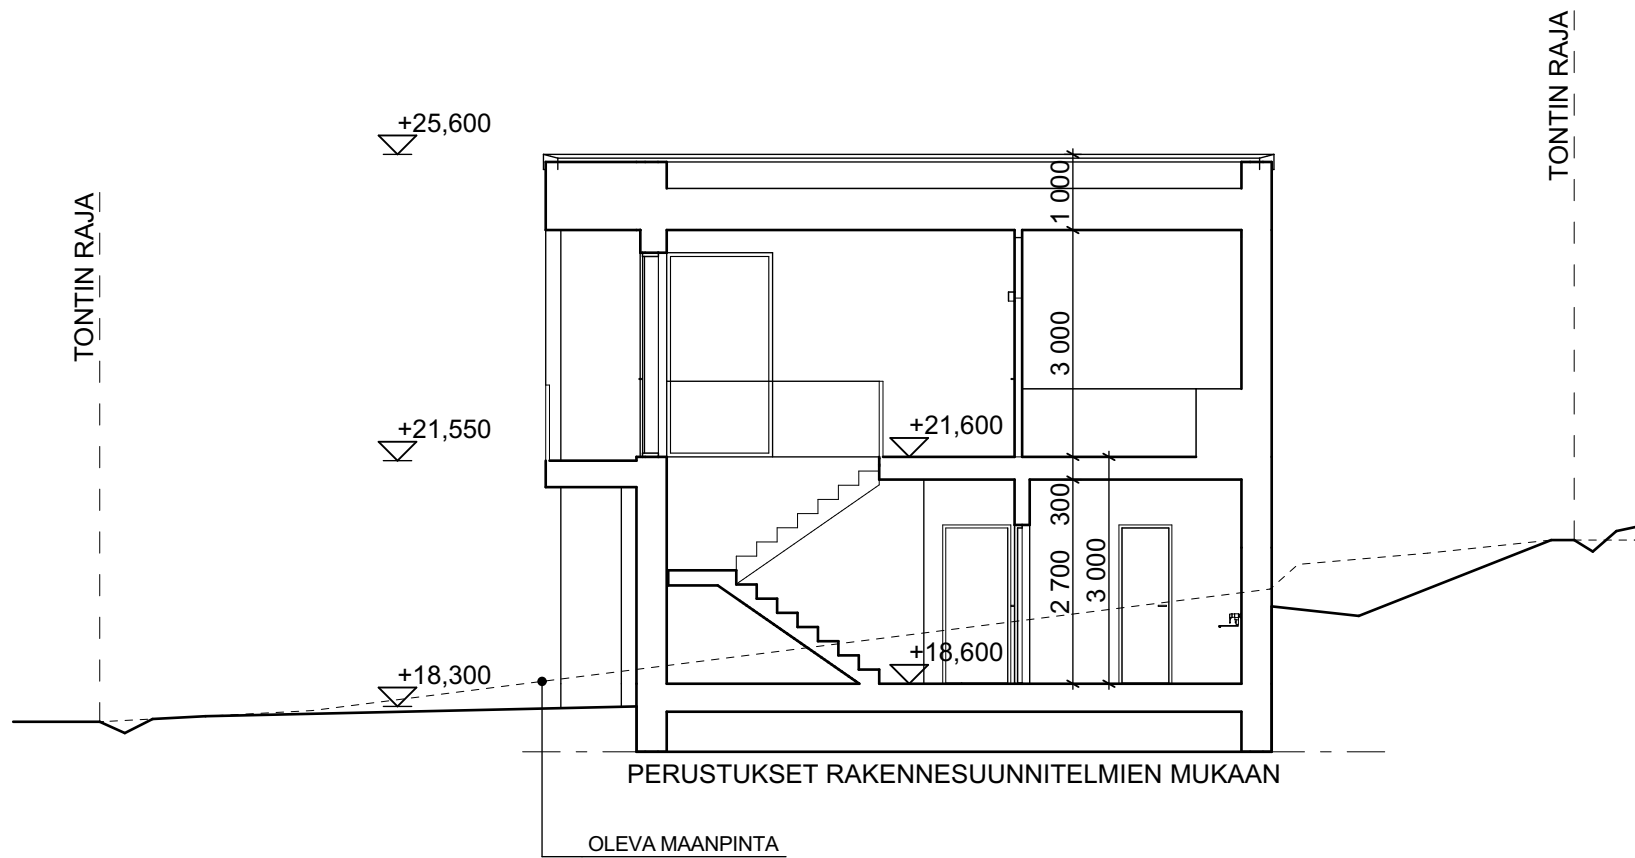 TONTIN RAJA
+25,600
1 000
TONTIN RAJA
3 000
+21,550
+21,600
300
2 700
3 000
+18,300
+18,600
PERUSTUKSET RAKENNESUUNNITELMIEN MUKAAN
OLEVA MAANPINTA